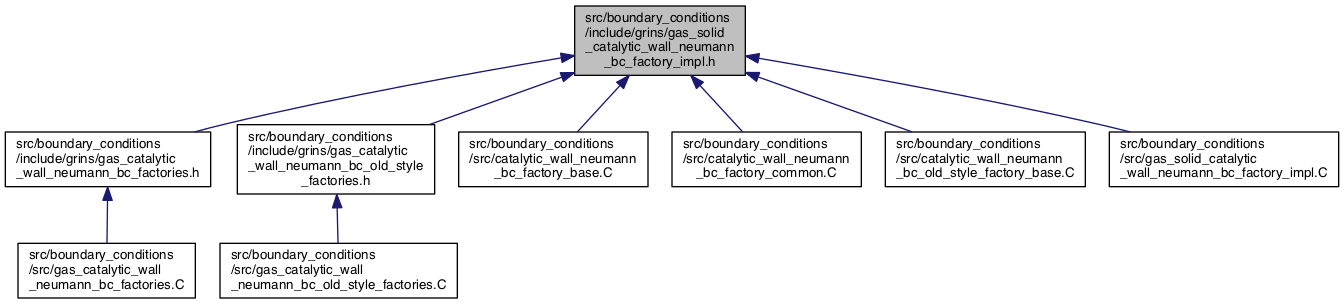 src/boundary_conditions
/include/grins/gas_solid
_catalytic_wall_neumann
_bc_factory_impl.h
src/boundary_conditions
/include/grins/gas_catalytic
_wall_neumann_bc_factories.h
src/boundary_conditions
/include/grins/gas_catalytic
_wall_neumann_bc_old_style
_factories.h
src/boundary_conditions
/src/catalytic_wall_neumann
_bc_factory_base.C
src/boundary_conditions
/src/catalytic_wall_neumann
_bc_factory_common.C
src/boundary_conditions
/src/catalytic_wall_neumann
_bc_old_style_factory_base.C
src/boundary_conditions
/src/gas_solid_catalytic
_wall_neumann_bc_factory_impl.C
src/boundary_conditions
/src/gas_catalytic_wall
_neumann_bc_factories.C
src/boundary_conditions
/src/gas_catalytic_wall
_neumann_bc_old_style_factories.C